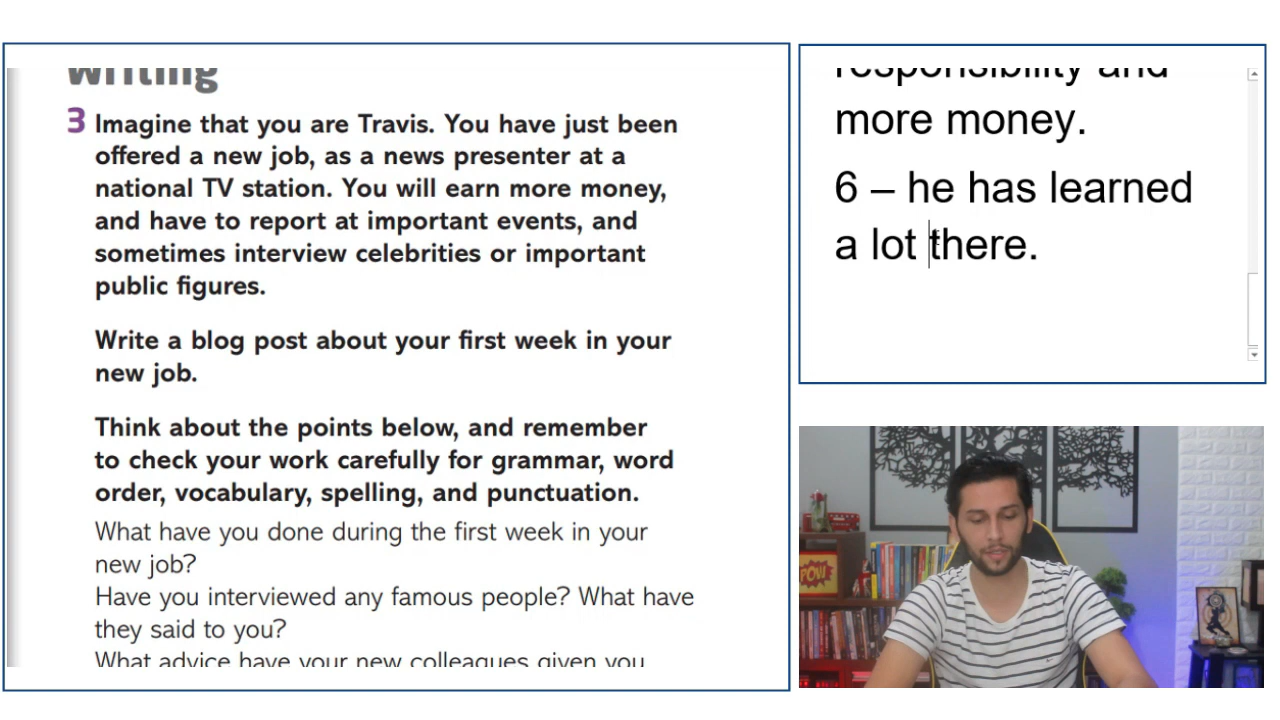 Writing
3 Imagine that you are Travis. You have just been
offered a new job, as a news presenter at a
national TV station. You will earn more money,
and have to report at important events, and
sometimes interview celebrities or important
public figures.
Write a blog post about your first week in your
new job.
Think about the points below, and remember
to check your work carefully for grammar, word
order, vocabulary, spelling, and punctuation.
What have you done during the first week in your
new job?
Have you interviewed any famous people? What have
they said to you?
What advice have your new colleagues given you
responsibility and
more money.
6 – he has learned
a lot there.
POW